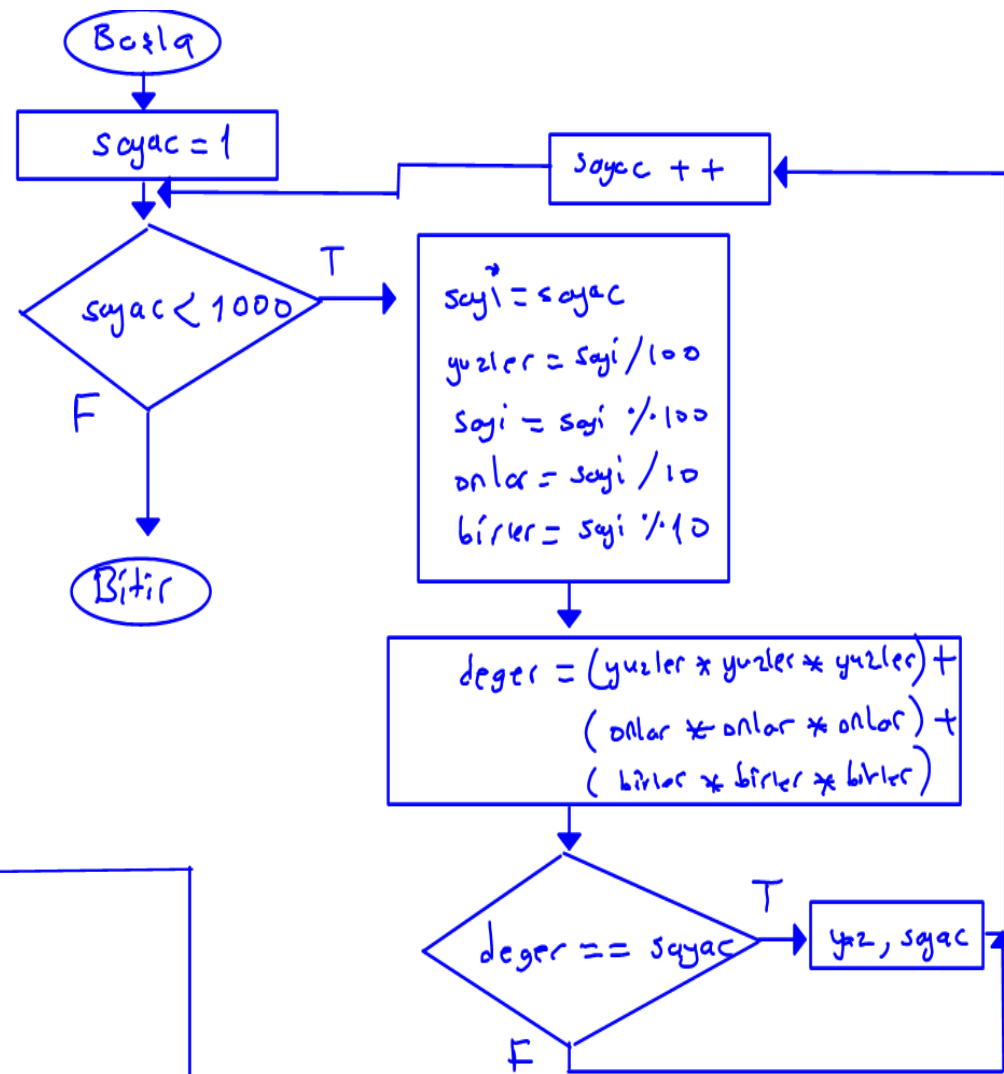 Başla
sayac = 1
sayac ++
sayac < 1000
T
F
Bitir
sayi = sayac
yuzler = sayi / 100
sayi = sayi % 100
onlar = sayi / 10
birler = sayi % 10
deger = (yuzler * yuzler * yuzler) +
(onlar * onlar * onlar) +
(birler * birler * birler)
deger == sayac
T
yaz, sayac
F